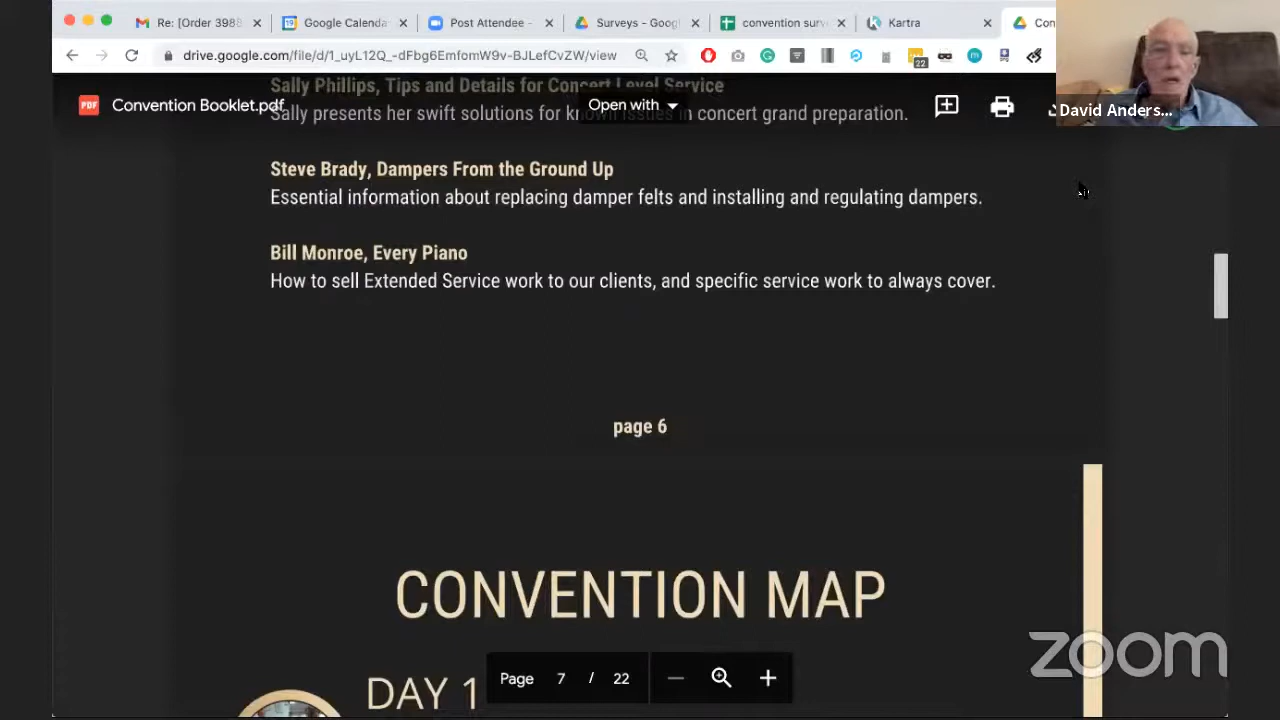 Re: [Order 3988
Google Calenda
Post Attendee -
Surveys - Goog
convention surv
Kartra
Con
drive.google.com/file/d/1_uyL12Q_-dFbg6EmfomW9v-BJLefCvZW/view
22
PDF
Convention Booklet.pdf
Open with
David Anders...
Sally Phillips, Tips and Details for Concert Level Service
Sally presents her swift solutions for known issues in concert grand preparation.
Steve Brady, Dampers From the Ground Up
Essential information about replacing damper felts and installing and regulating dampers.
Bill Monroe, Every Piano
How to sell Extended Service work to our clients, and specific service work to always cover.
page 6
CONVENTION MAP
DAY 1
Page 7 / 22
zoom